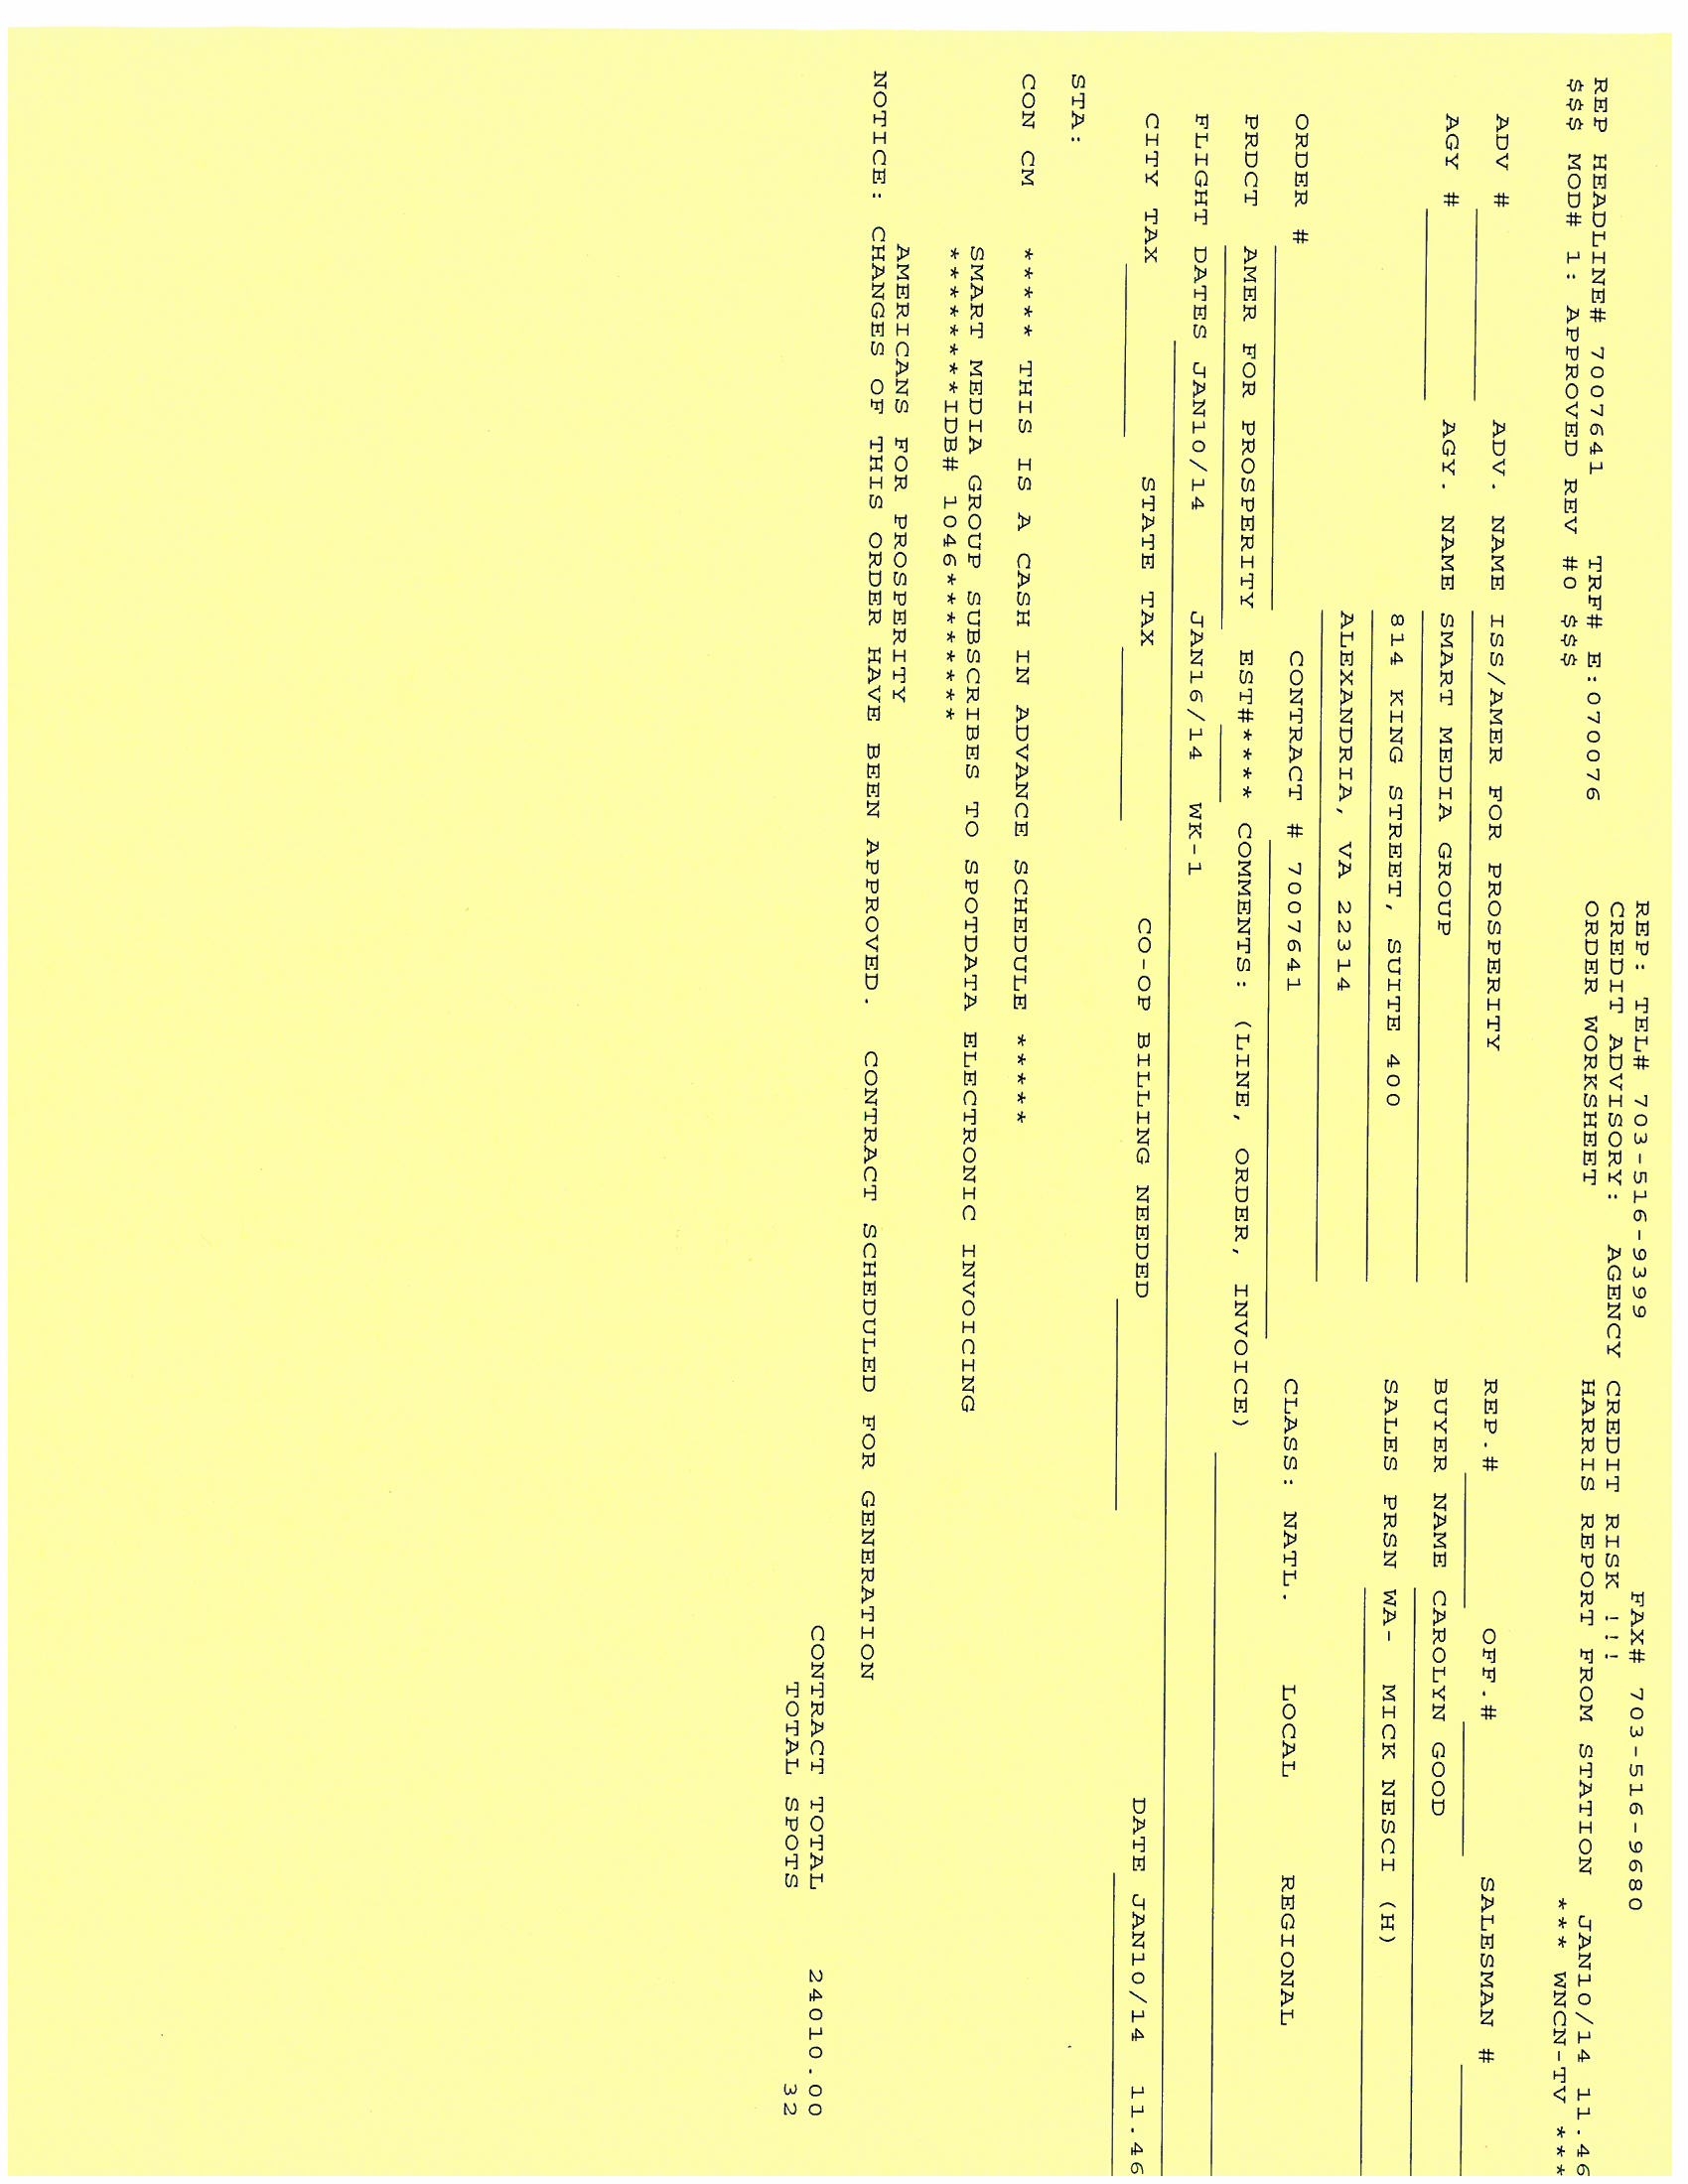 REP: TEL# 703-516-9399 FAX# 703-516-9680
CREDIT ADVISORY: AGENCY CREDIT RISK !!!
REP HEADLINE# 7007641 TRF# E:070076 ORDER WORKSHEET HARRIS REPORT FROM STATION JAN10/14 11.46
$$$ MOD# 1: APPROVED REV #0 $$$ *** WNCN-TV ***
ADV # ADV. NAME ISS/AMER FOR PROSPERITY REP.# OFF.# SALESMAN #
AGY # AGY. NAME SMART MEDIA GROUP BUYER NAME CAROLYN GOOD
814 KING STREET, SUITE 400 SALES PRSN WA- MICK NESCI (H)
ALEXANDRIA, VA 22314
ORDER # CONTRACT # 7007641 CLASS: NATL. LOCAL REGIONAL
PRDCT AMER FOR PROSPERITY EST#**** COMMENTS: (LINE, ORDER, INVOICE)
FLIGHT DATES JAN10/14 JAN16/14 WK-1
CITY TAX STATE TAX CO-OP BILLING NEEDED DATE JAN10/14 11.46
STA:
CON CM ***** THIS IS A CASH IN ADVANCE SCHEDULE *****
SMART MEDIA GROUP SUBSCRIBES TO SPOTDATA ELECTRONIC INVOICING
********IDB# 1046********
AMERICANS FOR PROSPERITY
NOTICE: CHANGES OF THIS ORDER HAVE BEEN APPROVED. CONTRACT SCHEDULED FOR GENERATION
CONTRACT TOTAL 24010.00
TOTAL SPOTS 32